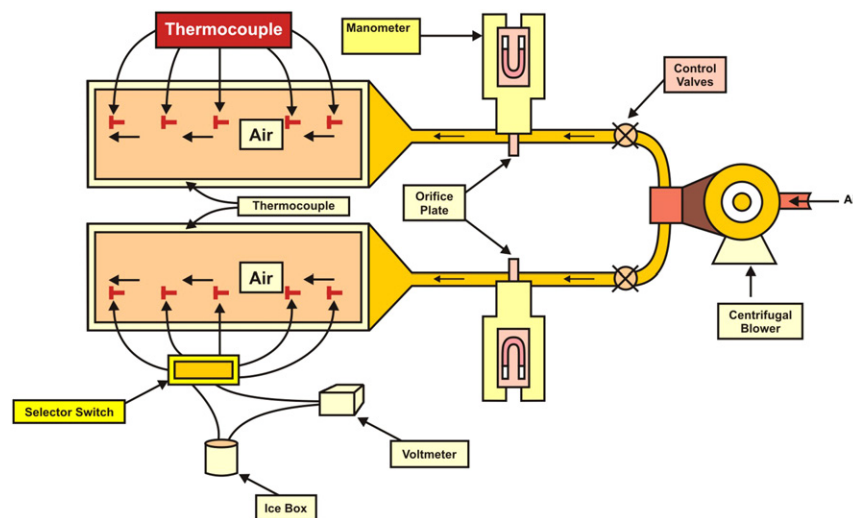 Thermocouple
Manometer
Control
Valves
Air
Thermocouple
Orifice
Plate
A
Air
Centrifugal
Blower
Selector Switch
Voltmeter
Ice Box